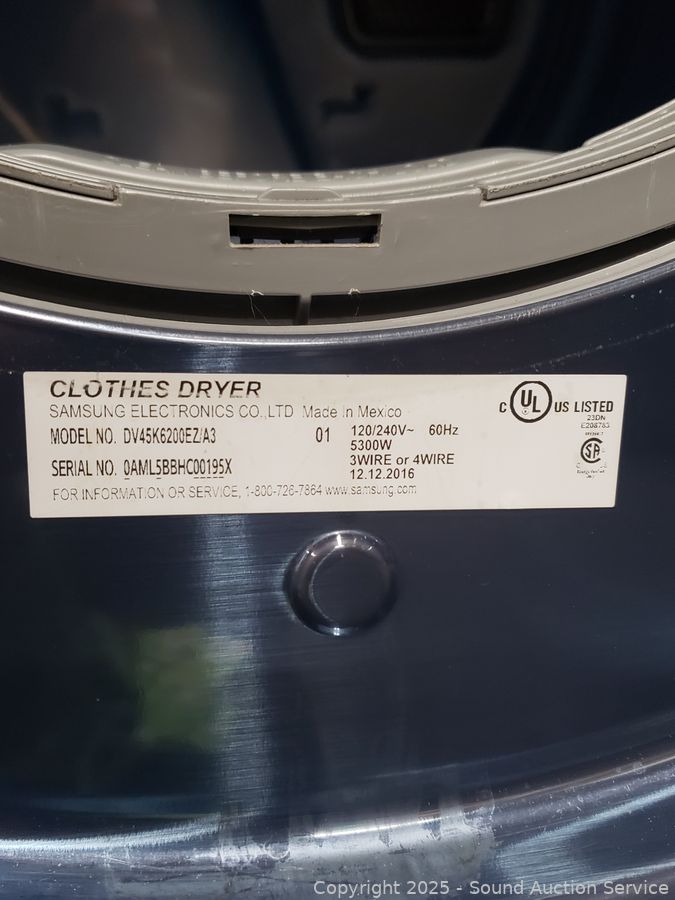 CLOTHES DRYER
SAMSUNG ELECTRONICS CO., LTD Made In Mexico
MODEL NO. DV45K6200EZ/A3 01 120/240V~ 60Hz
5300W
SERIAL NO. 0AML5BBHC00195X 3WIRE or 4WIRE
12.12.2016
FOR INFORMATION OR SERVICE, 1-800-726-7864 www.samsung.com
C UL US LISTED
23DN
E208783
SA
Copyright 2025 - Sound Auction Service